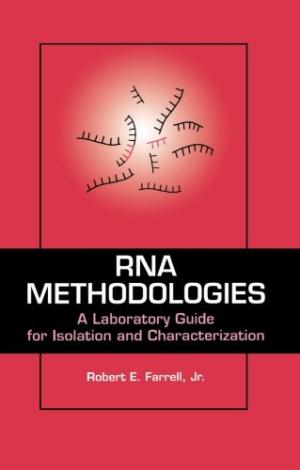 RNA
METHODOLOGIES
A Laboratory Guide
for Isolation and Characterization
Robert E. Farrell, Jr.